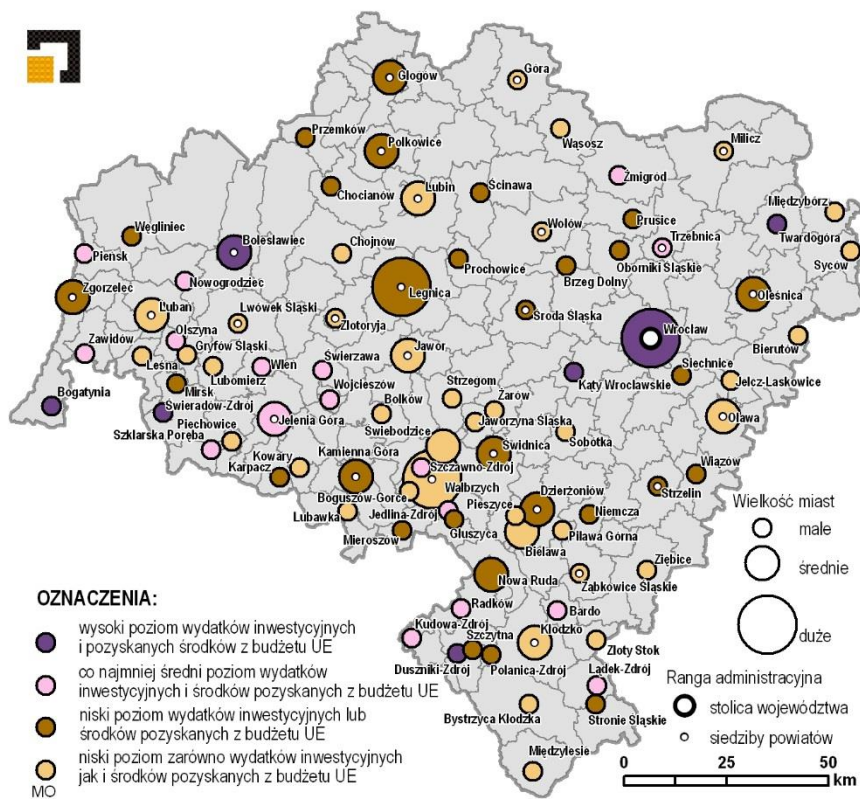 Głogów
Góra
Przemków
Polkowice
Wąsosz
Milicz
Żmigród
Chocianów
Lubin
Ścinawa
Międzybórz
Twardogóra
Prusice
Wołów
Trzebnica
Syców
Węgliniec
Bolesławiec
Chojnów
Pieńsk
Nowogrodziec
Prochowice
Brzeg Dolny
Oborniki Śląskie
Zgorzelec
Legnica
Oleśnica
Lubań
Lwówek Śląski
Złotoryja
Środa Śląska
Wrocław
Olszyna
Gryfów Śląski
Zawidów
Leśna
Lubomierz
Wleń
Świerzawa
Jawor
Bierutów
Siechnice
Kąty Wrocławskie
Jelcz-Laskowice
Bogatynia
Mirsk
Świeradów-Zdrój
Wojcieszów
Strzegom
Żarów
Bolków
Jaworzyna Śląska
Piechowice
Jelenia Góra
Świebodzice
Sobótka
Oława
Szklarska Poręba
Kowary
Kamienna Góra
Szczawno-Zdrój
Świdnica
Karpacz
Wałbrzych
Wiązów
Boguszów-Gorce
Strzelin
Lubawka
Jedlina-Zdrój
Pieszyce
Dzierżoniów
Niemcza
Mieroszów
Głuszyca
Piława Górna
Bielawa
Ziębice
Nowa Ruda
Ząbkowice Śląskie
Radków
Bardo
Kudowa-Zdrój
Szczytna
Kłodzko
Złoty Stok
Duszniki-Zdrój
Polanica-Zdrój
Lądek-Zdrój
Bystrzyca Kłodzka
Stronie Śląskie
Międzylesie
Wielkość miast
małe
średnie
duże
Ranga administracyjna
stolica województwa
siedziby powiatów
0 25 50
km
OZNACZENIA:
wysoki poziom wydatków inwestycyjnych
i pozyskanych środków z budżetu UE
co najmniej średni poziom wydatków
inwestycyjnych i środków pozyskanych z budżetu UE
niski poziom wydatków inwestycyjnych lub
środków pozyskanych z budżetu UE
niski poziom zarówno wydatków inwestycyjnych
jak i środków pozyskanych z budżetu UE
MO